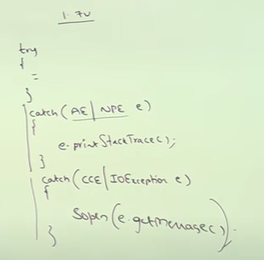 1.7v
try
{
=
}
catch(AE|NPE e)
{
e.printStackTrace();
}
catch(CCE|IOException e)
{
Sopln(e.getMessage());
}